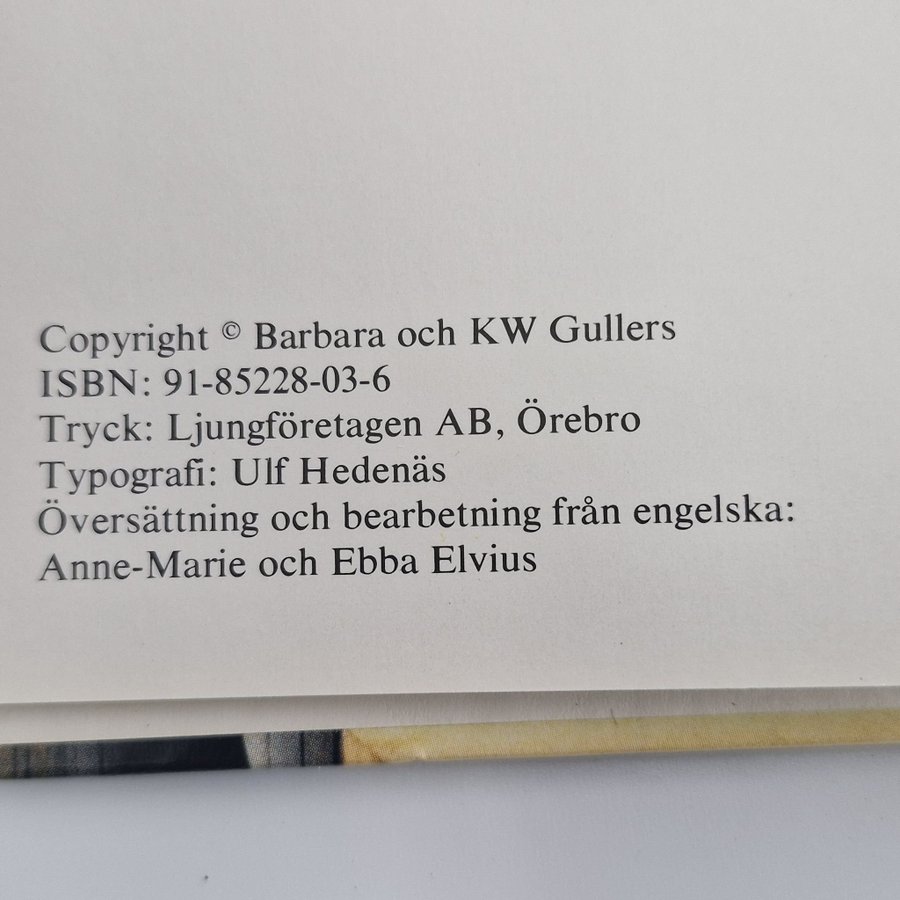 Copyright © Barbara och KW Gullers
ISBN: 91-85228-03-6
Tryck: Ljungföretagen AB, Örebro
Typografi: Ulf Hedenäs
Översättning och bearbetning från engelska:
Anne-Marie och Ebba Elvius